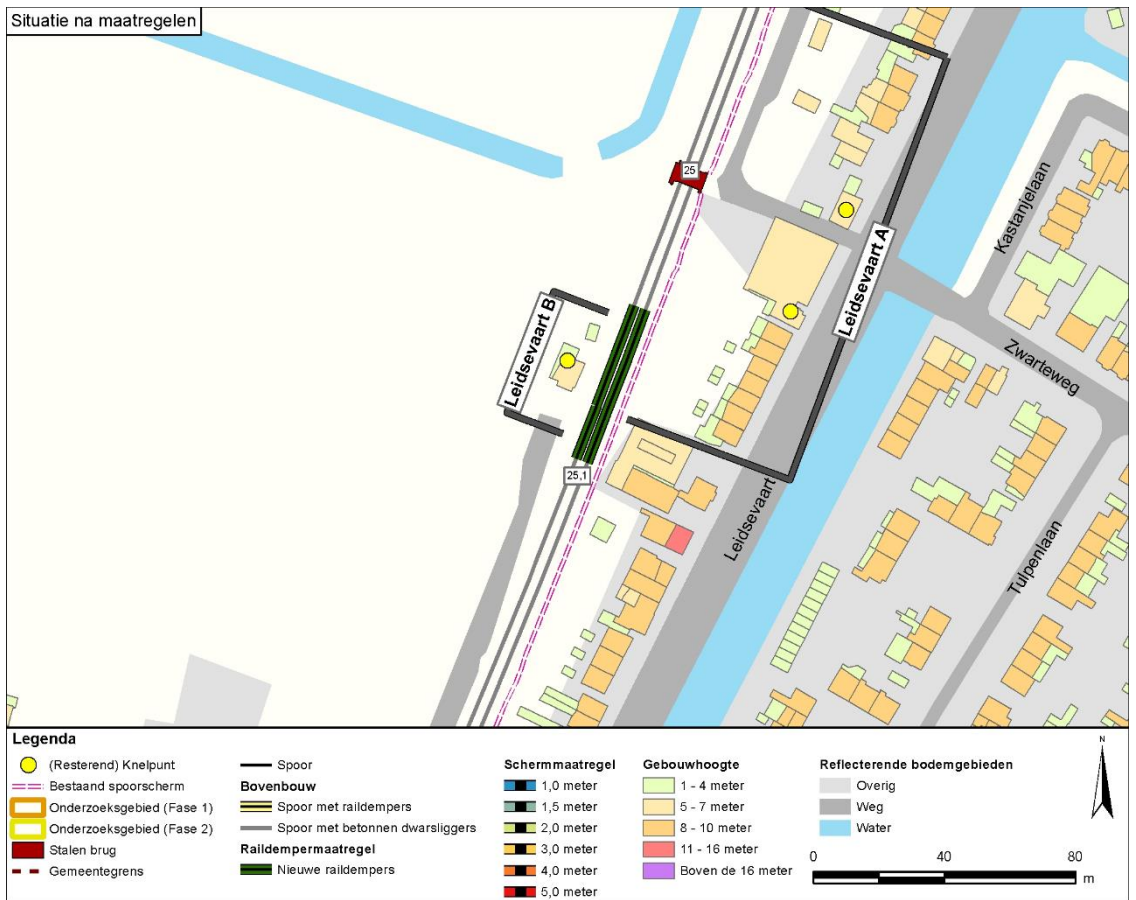 Situatie na maatregelen
25
Kastanjelaan
Leidsevaart A
Leidsevaart B
Zwarteweg
25,1
Leidsevaart
Tulpenlaan
Legenda
(Resterend) Knelpunt
Bestaand spoorscherm
Onderzoeksgebied (Fase 1)
Onderzoeksgebied (Fase 2)
Stalen brug
Gemeentegrens
Spoor
Bovenbouw
Spoor met raildempers
Spoor met betonnen dwarsliggers
Raildempermaatregel
Nieuwe raildempers
Schermmaatregel
1,0 meter
1,5 meter
2,0 meter
3,0 meter
4,0 meter
5,0 meter
Gebouwhoogte
1 - 4 meter
5 - 7 meter
8 - 10 meter
11 - 16 meter
Boven de 16 meter
Reflecterende bodemgebieden
Overig
Weg
Water
N
0 40 80
m